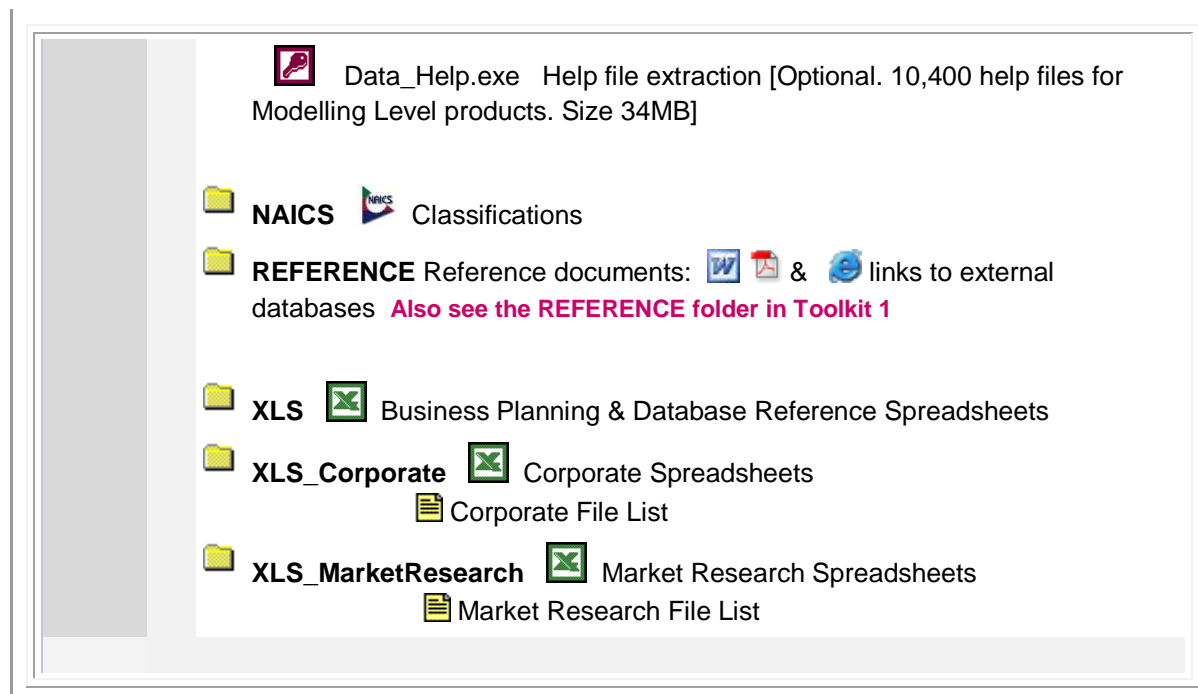 Data_Help.exe Help file extraction [Optional. 10,400 help files for
Modelling Level products. Size 34MB]
NAICS NAICS Classifications
REFERENCE Reference documents: W & links to external
databases Also see the REFERENCE folder in Toolkit 1
XLS Business Planning & Database Reference Spreadsheets
XLS_Corporate Corporate Spreadsheets
Corporate File List
XLS_MarketResearch Market Research Spreadsheets
Market Research File List